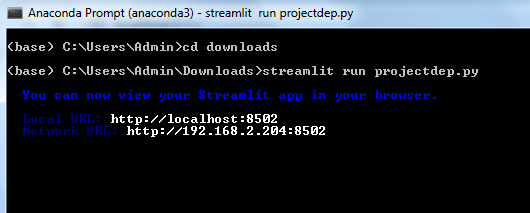 Anaconda Prompt (anaconda3) - streamlit run projectdep.py
(base) C:\Users\Admin>cd downloads
(base) C:\Users\Admin\Downloads>streamlit run projectdep.py
You can now view your Streamlit app in your browser.
Local URL: http://localhost:8502
Network URL: http://192.168.2.204:8502